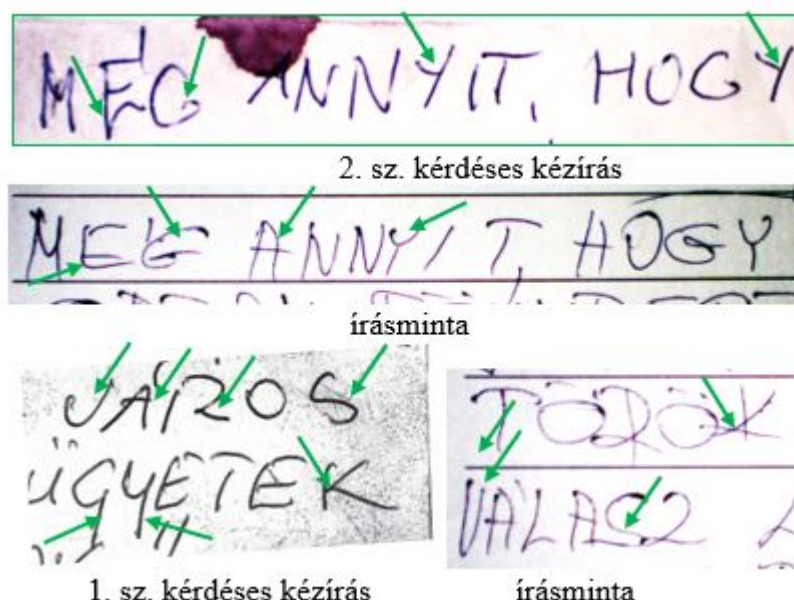 MÉG ANNYIT, HOGY
2. sz. kérdéses kézírás
MEG ANNYIT, HOGY
írásminta
VÁROS
ÜGYETEK
TÖRÖK
VÁLASZ
1. sz. kérdéses kézírás
írásminta